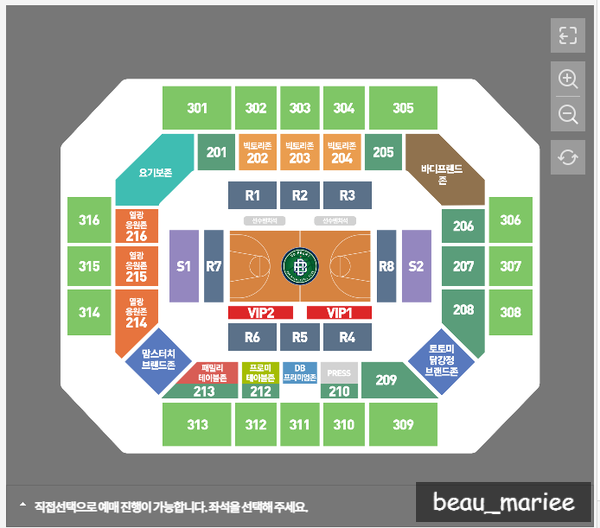 301 302 303 304 305
201 빅토리존 202 빅토리존 203 빅토리존 204 205
요기보존
바디프랜드존
R1 R2 R3
선수벤치석 선수벤치석
316 열광응원존 216
206 306
315 열광응원존 215
S1 R7
R8 S2
207 307
314 열광응원존 214
208 308
VIP2 VIP1
R6 R5 R4
맘스터치
브랜드존
토토미
닭강정
브랜드존
패밀리
테이블존
213
프로미
테이블존
212
DB
프리미엄존
PRESS
210
209
313 312 311 310 309
직접선택으로 예매 진행이 가능합니다. 좌석을 선택해 주세요.
beau_mariee